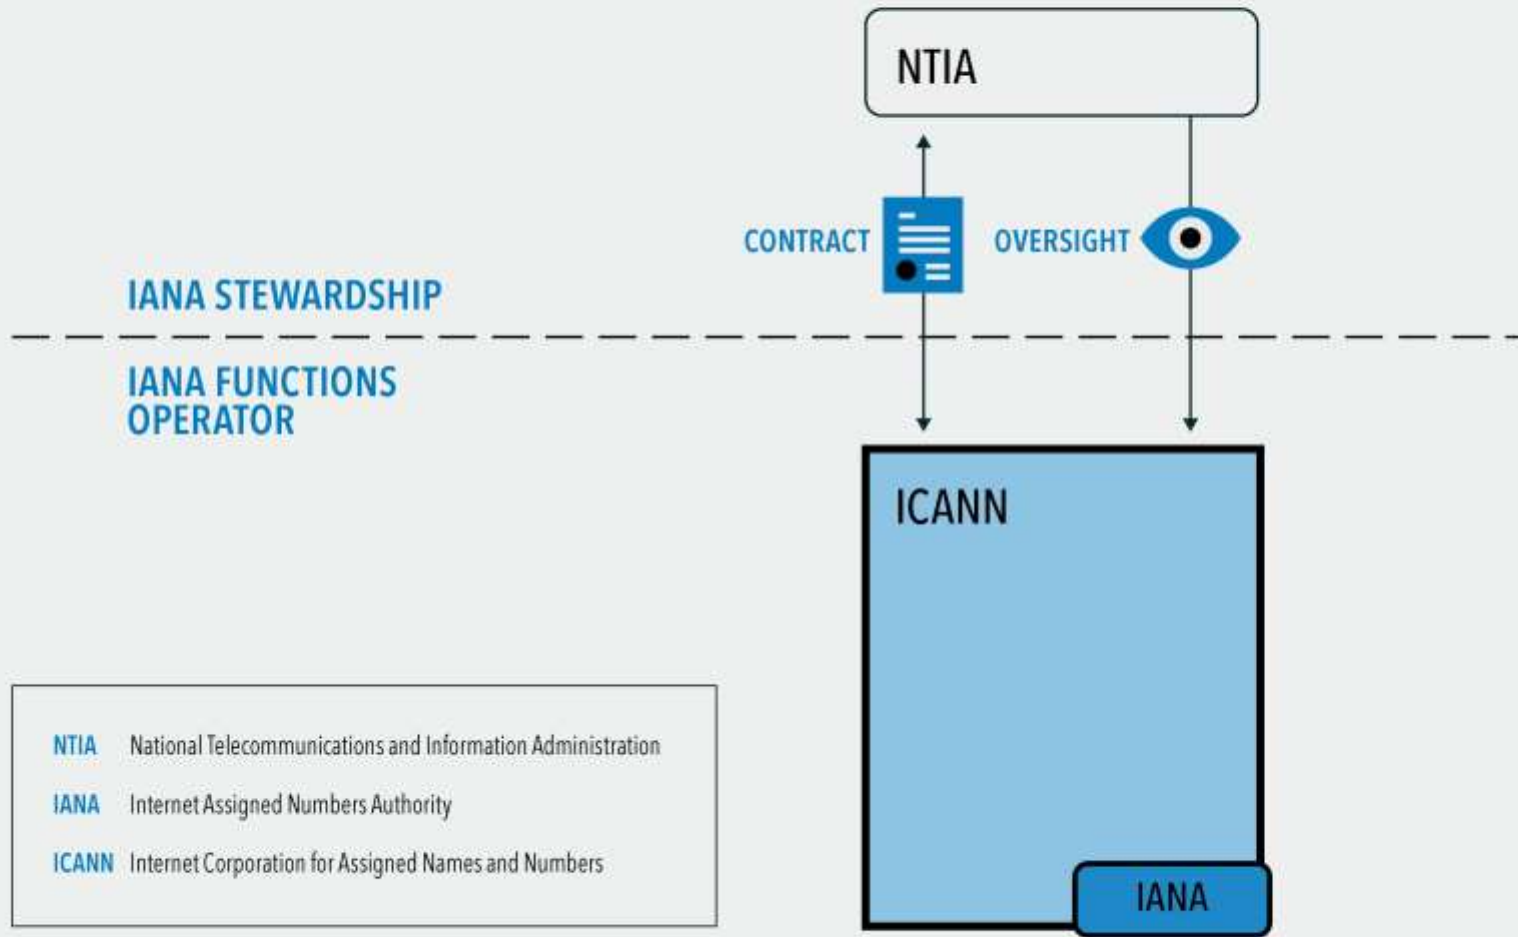 NTIA
CONTRACT
OVERSIGHT
IANA STEWARDSHIP
IANA FUNCTIONS
OPERATOR
ICANN
NTIA National Telecommunications and Information Administration
IANA Internet Assigned Numbers Authority
ICANN Internet Corporation for Assigned Names and Numbers
IANA